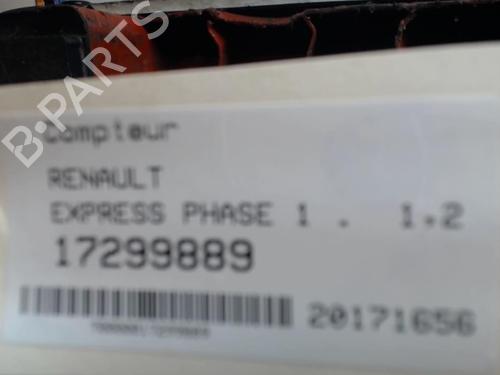 B-PARTS
Compteur
RENAULT
EXPRESS PHASE 1 . 1.2
17299889
20171656